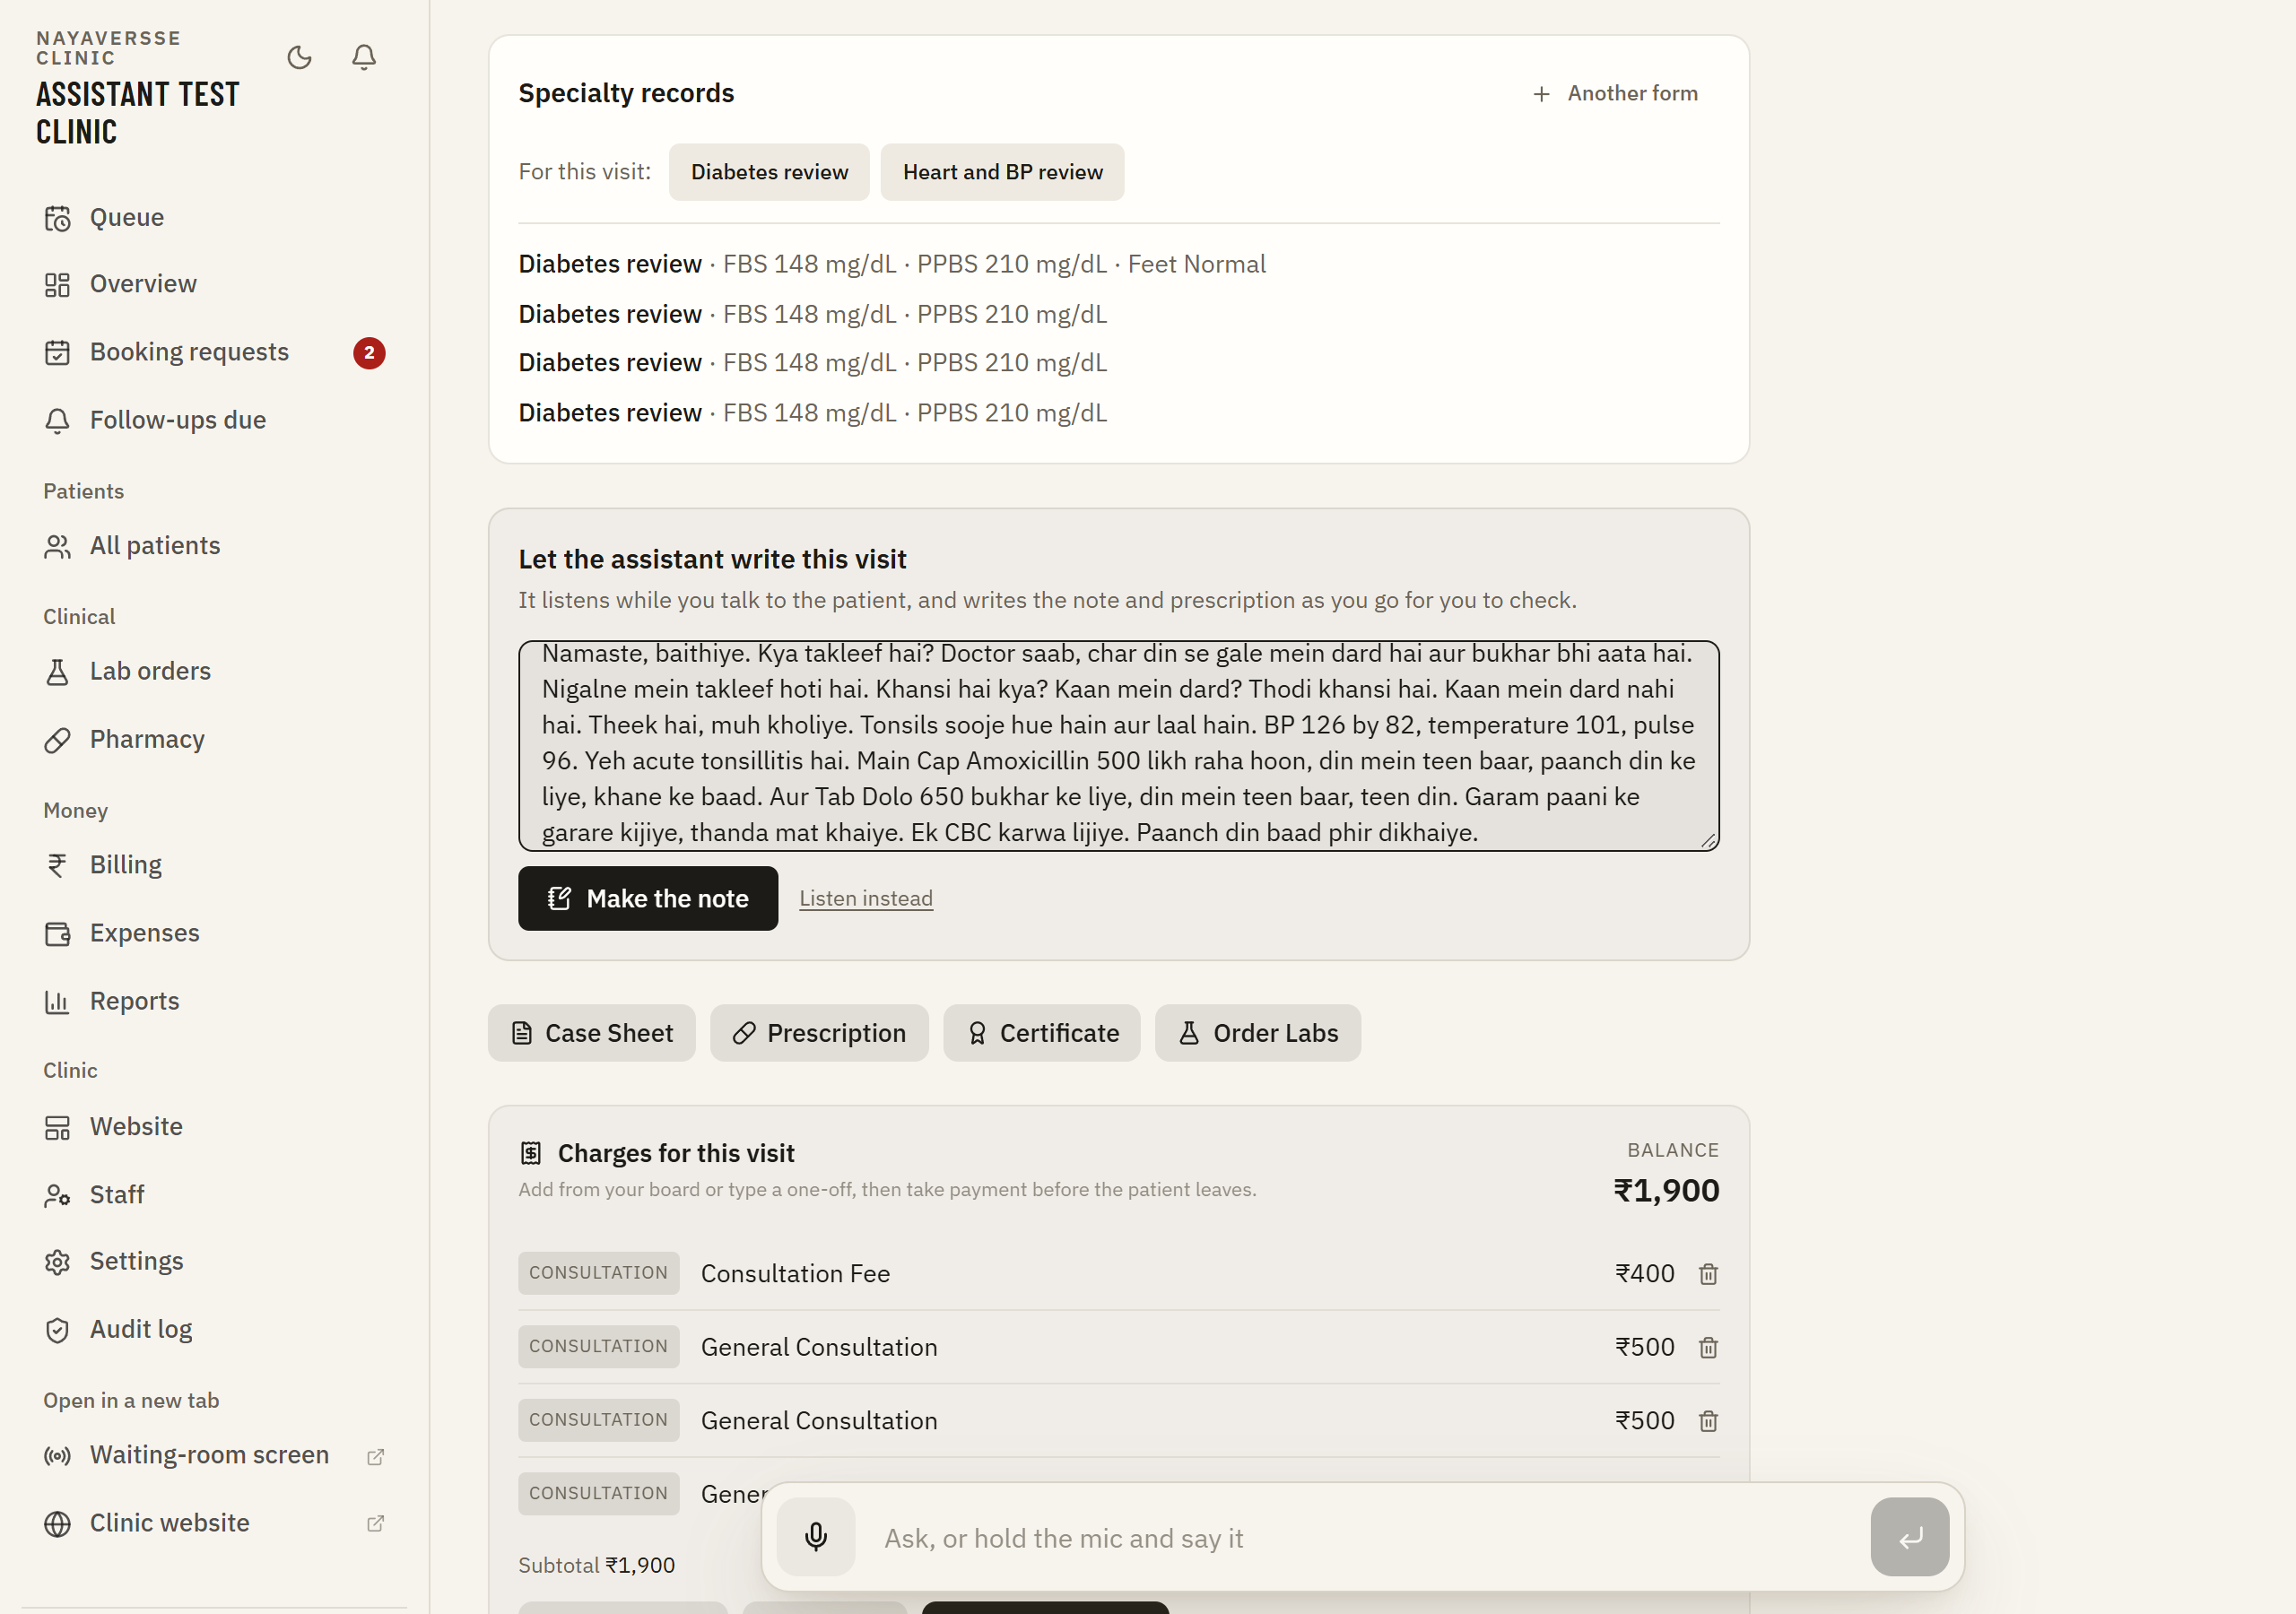 NAYAVERSSE
CLINIC
ASSISTANT TEST
CLINIC
Queue
Overview
Booking requests 2
Follow-ups due
Patients
All patients
Clinical
Lab orders
Pharmacy
Money
Billing
Expenses
Reports
Clinic
Website
Staff
Settings
Audit log
Open in a new tab
Waiting-room screen
Clinic website
Specialty records
Another form
For this visit: Diabetes review Heart and BP review
Diabetes review · FBS 148 mg/dL · PPBS 210 mg/dL · Feet Normal
Diabetes review · FBS 148 mg/dL · PPBS 210 mg/dL
Diabetes review · FBS 148 mg/dL · PPBS 210 mg/dL
Diabetes review · FBS 148 mg/dL · PPBS 210 mg/dL
Let the assistant write this visit
It listens while you talk to the patient, and writes the note and prescription as you go for you to check.
Namaste, baithiye. Kya takleef hai? Doctor saab, char din se gale mein dard hai aur bukhar bhi aata hai.
Nigalne mein takleef hoti hai. Khansi hai kya? Kaan mein dard? Thodi khansi hai. Kaan mein dard nahi
hai. Theek hai, muh kholiye. Tonsils sooje hue hain aur laal hain. BP 126 by 82, temperature 101, pulse
96. Yeh acute tonsillitis hai. Main Cap Amoxicillin 500 likh raha hoon, din mein teen baar, paanch din ke
liye, khane ke baad. Aur Tab Dolo 650 bukhar ke liye, din mein teen baar, teen din. Garam paani ke
garare kijiye, thanda mat khaiye. Ek CBC karwa lijiye. Paanch din baad phir dikhaiye.
Make the note Listen instead
Case Sheet Prescription Certificate Order Labs
Charges for this visit
BALANCE
Add from your board or type a one-off, then take payment before the patient leaves.
₹1,900
CONSULTATION Consultation Fee ₹400
CONSULTATION General Consultation ₹500
CONSULTATION General Consultation ₹500
CONSULTATION
Ask, or hold the mic and say it
Subtotal ₹1,900